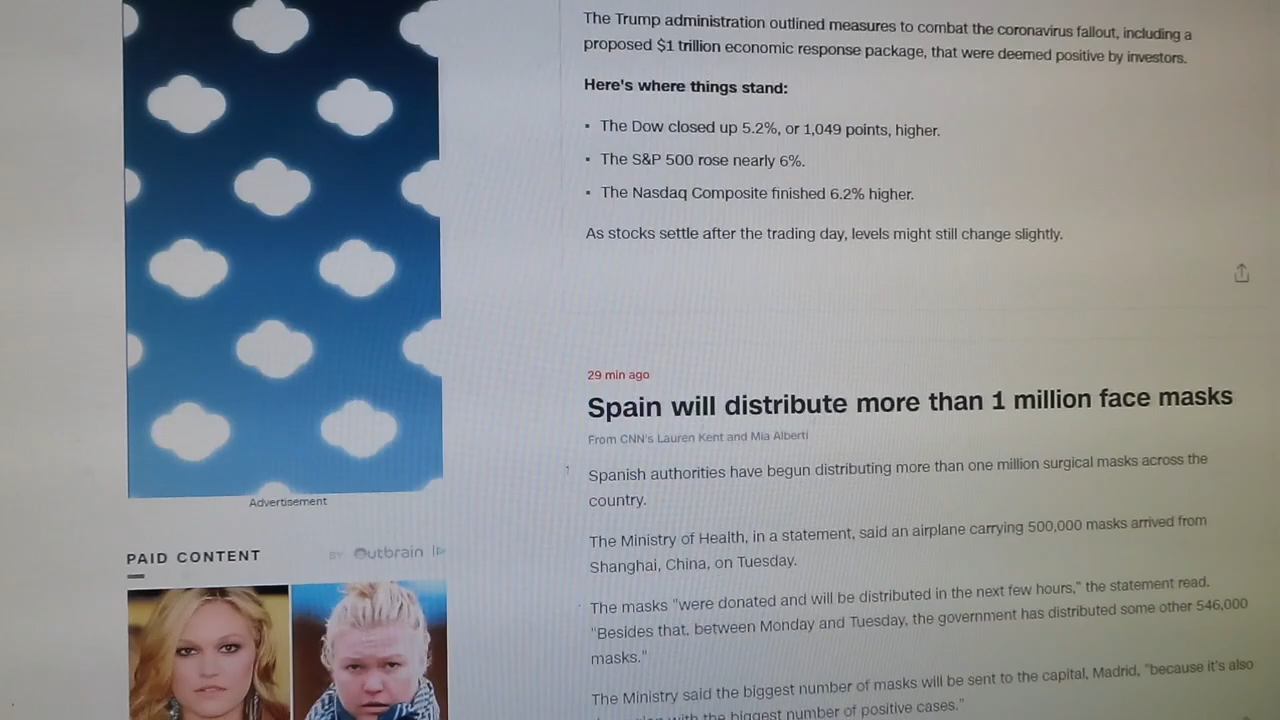 The Trump administration outlined measures to combat the coronavirus fallout, including a
proposed $1 trillion economic response package, that were deemed positive by investors.
Here's where things stand:
▪ The Dow closed up 5.2%, or 1,049 points, higher.
▪ The S&P 500 rose nearly 6%.
▪ The Nasdaq Composite finished 6.2% higher.
As stocks settle after the trading day, levels might still change slightly.
29 min ago
Spain will distribute more than 1 million face masks
From CNN's Lauren Kent and Mia Alberti
Spanish authorities have begun distributing more than one million surgical masks across the
country.
The Ministry of Health, in a statement, said an airplane carrying 500,000 masks arrived from
Shanghai, China, on Tuesday.
The masks "were donated and will be distributed in the next few hours," the statement read.
"Besides that, between Monday and Tuesday, the government has distributed some other 546,000
masks."
The Ministry said the biggest number of masks will be sent to the capital, Madrid, "because it's also
with the biggest number of positive cases."
Advertisement
PAID CONTENT
BY Outbrain